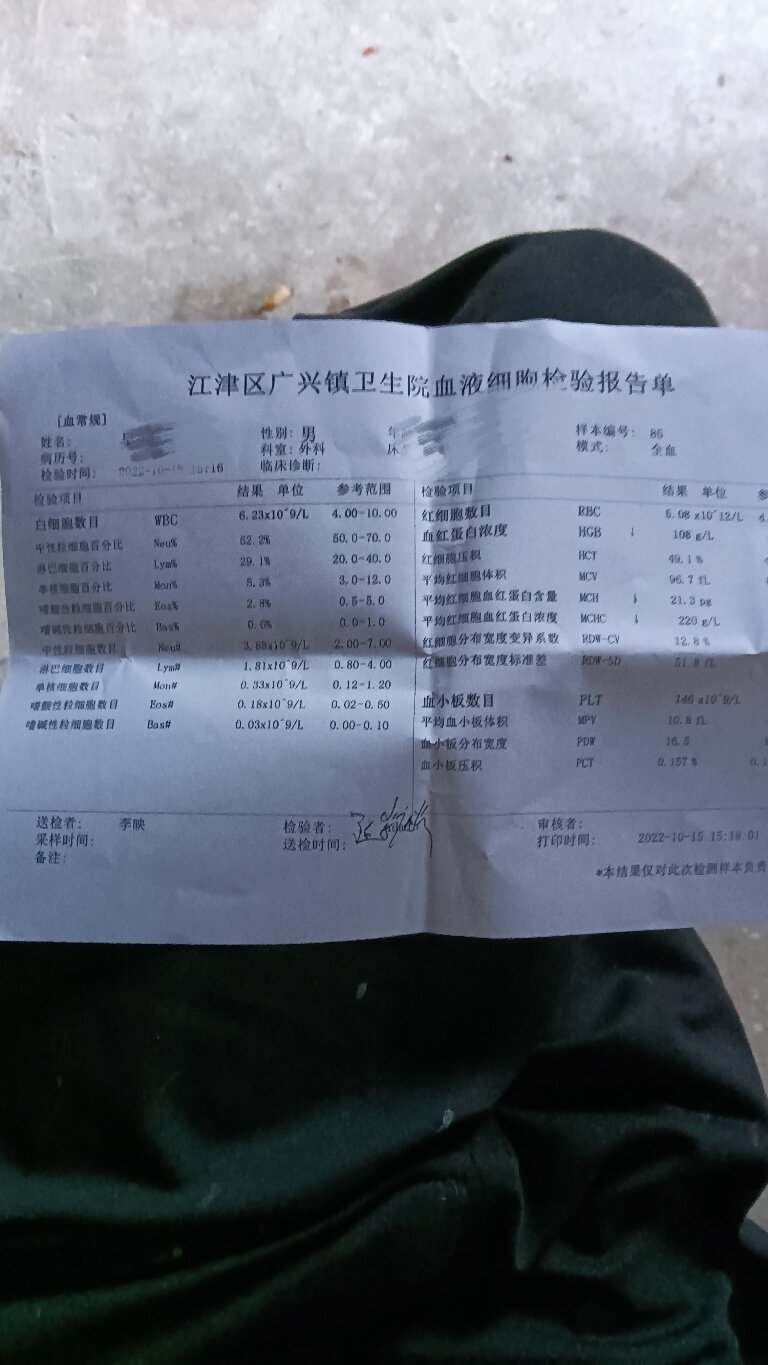 江津区广兴镇卫生院血液细胞检验报告单
[血常规]
姓名: 性别: 男 年 样本编号: 85
病历号: 科室: 外科 床 模式: 全血
检验时间: 2022-10-15 15:16 临床诊断:
检验项目 结果 单位 参考范围
白细胞数目 WBC 6.23x10^9/L 4.00-10.00
中性粒细胞百分比 Neu% 62.2% 50.0-70.0
淋巴细胞百分比 Lym% 29.1% 20.0-40.0
单核细胞百分比 Mon% 5.3% 3.0-12.0
嗜酸性粒细胞百分比 Eos% 2.8% 0.5-5.0
嗜碱性粒细胞百分比 Bas% 0.6% 0.0-1.0
中性粒细胞数目 Neu# 3.88x10^9/L 2.00-7.00
淋巴细胞数目 Lym# 1.81x10^9/L 0.80-4.00
单核细胞数目 Mon# 0.33x10^9/L 0.12-1.20
嗜酸性粒细胞数目 Eos# 0.18x10^9/L 0.02-0.50
嗜碱性粒细胞数目 Bas# 0.03x10^9/L 0.00-0.10
检验项目 结果 单位 参
红细胞数目 RBC 5.08 x10^12/L 4.
血红蛋白浓度 HGB ↓ 108 g/L
红细胞压积 HCT 49.1 %
平均红细胞体积 MCV 96.7 fL
平均红细胞血红蛋白含量 MCH ↓ 21.3 pg
平均红细胞血红蛋白浓度 MCHC ↓ 220 g/L
红细胞分布宽度变异系数 RDW-CV 12.8 %
红细胞分布宽度标准差 RDW-SD 51.8 fL
血小板数目 PLT 146 x10^9/L
平均血小板体积 MPV 10.8 fL
血小板分布宽度 PDW 16.5
血小板压积 PCT 0.157 % 0.1
送检者: 李映 检验者: 审核者:
采样时间: 送检时间: 打印时间: 2022-10-15 15:18:01
备注:
*本结果仅对此次检测样本负责